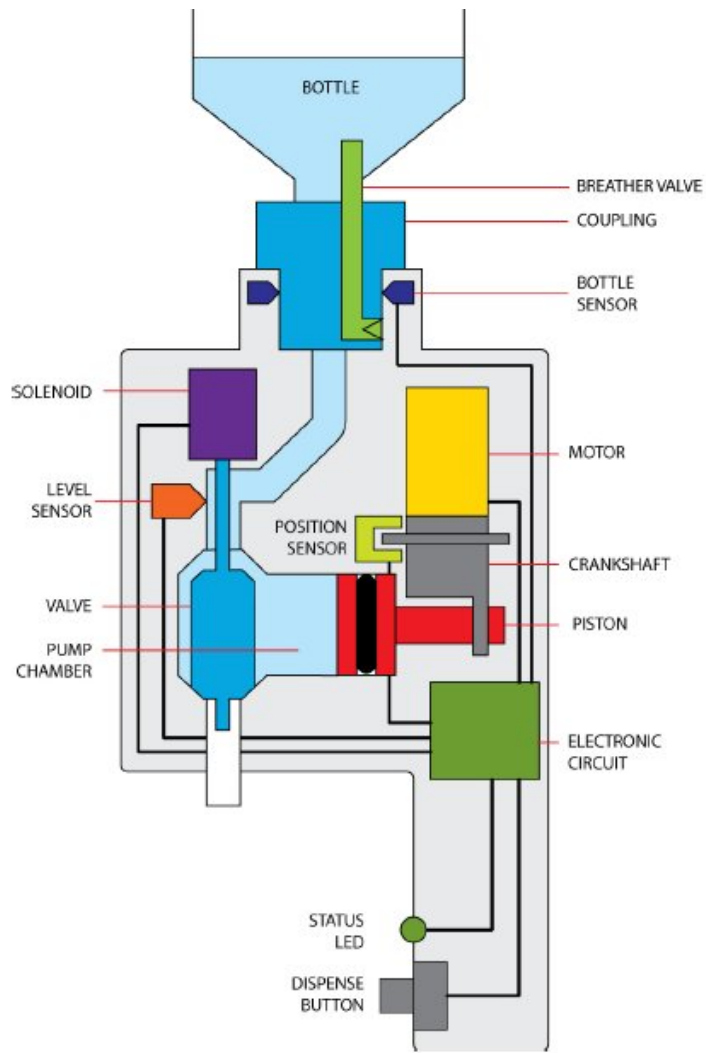 BOTTLE
BREATHER VALVE
COUPLING
BOTTLE
SENSOR
SOLENOID
LEVEL
SENSOR
POSITION
SENSOR
MOTOR
CRANKSHAFT
VALVE
PISTON
PUMP
CHAMBER
ELECTRONIC
CIRCUIT
STATUS
LED
DISPENSE
BUTTON